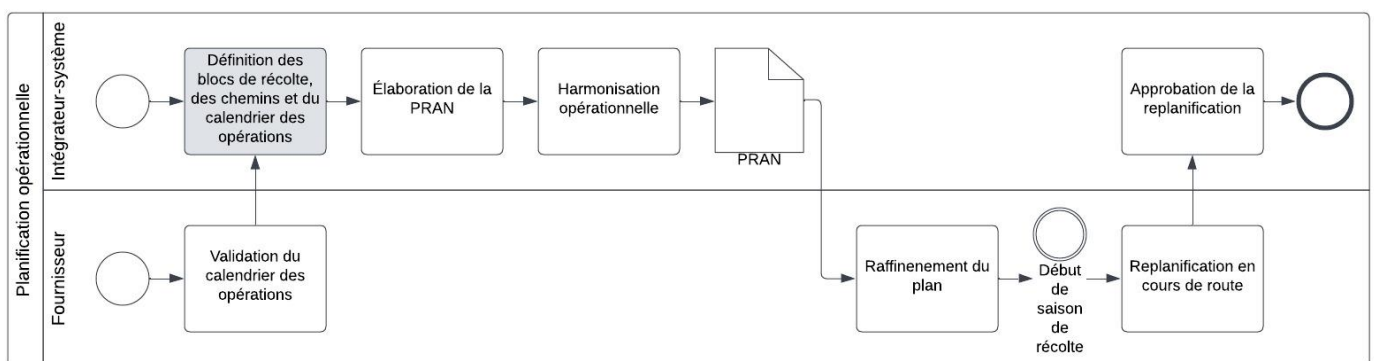 Planification opérationnelle
Intégrateur-système
Définition des
blocs de récolte,
des chemins et du
calendrier des
opérations
Élaboration de la
PRAN
Harmonisation
opérationnelle
PRAN
Approbation de la
replanification
Fournisseur
Validation du
calendrier des
opérations
Raffinenement du
plan
Début
de
saison
de
récolte
Replanification en
cours de route